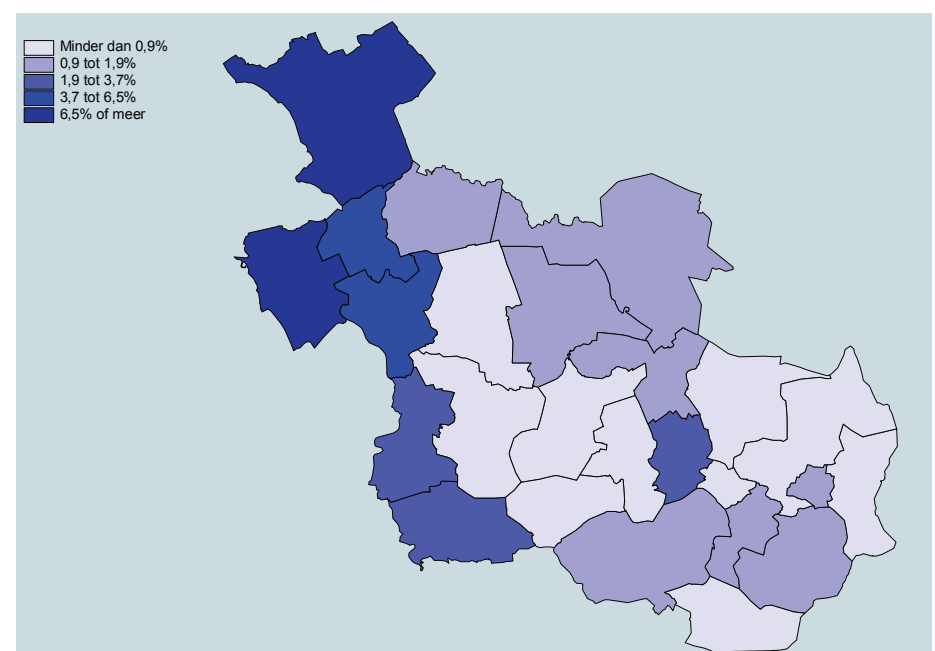 Minder dan 0,9%
0,9 tot 1,9%
1,9 tot 3,7%
3,7 tot 6,5%
6,5% of meer